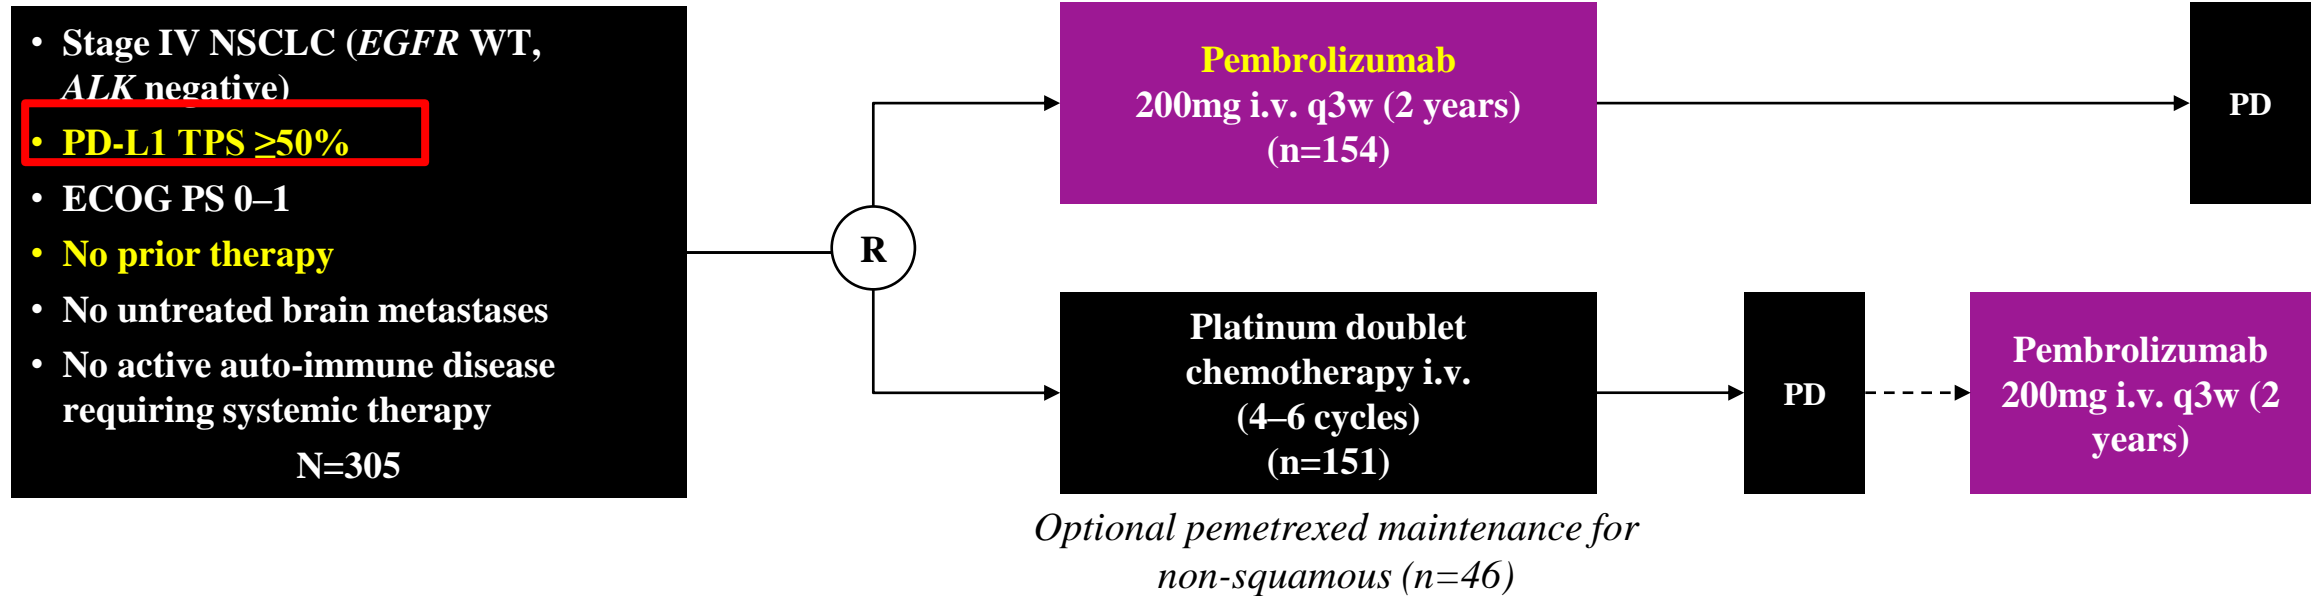 • Stage IV NSCLC (EGFR WT,
ALK negative)
• PD-L1 TPS ≥50%
• ECOG PS 0–1
• No prior therapy
• No untreated brain metastases
• No active auto-immune disease
requiring systemic therapy
N=305
R
Pembrolizumab
200mg i.v. q3w (2 years)
(n=154)
PD
Platinum doublet
chemotherapy i.v.
(4–6 cycles)
(n=151)
Optional pemetrexed maintenance for
non-squamous (n=46)
PD
Pembrolizumab
200mg i.v. q3w (2
years)